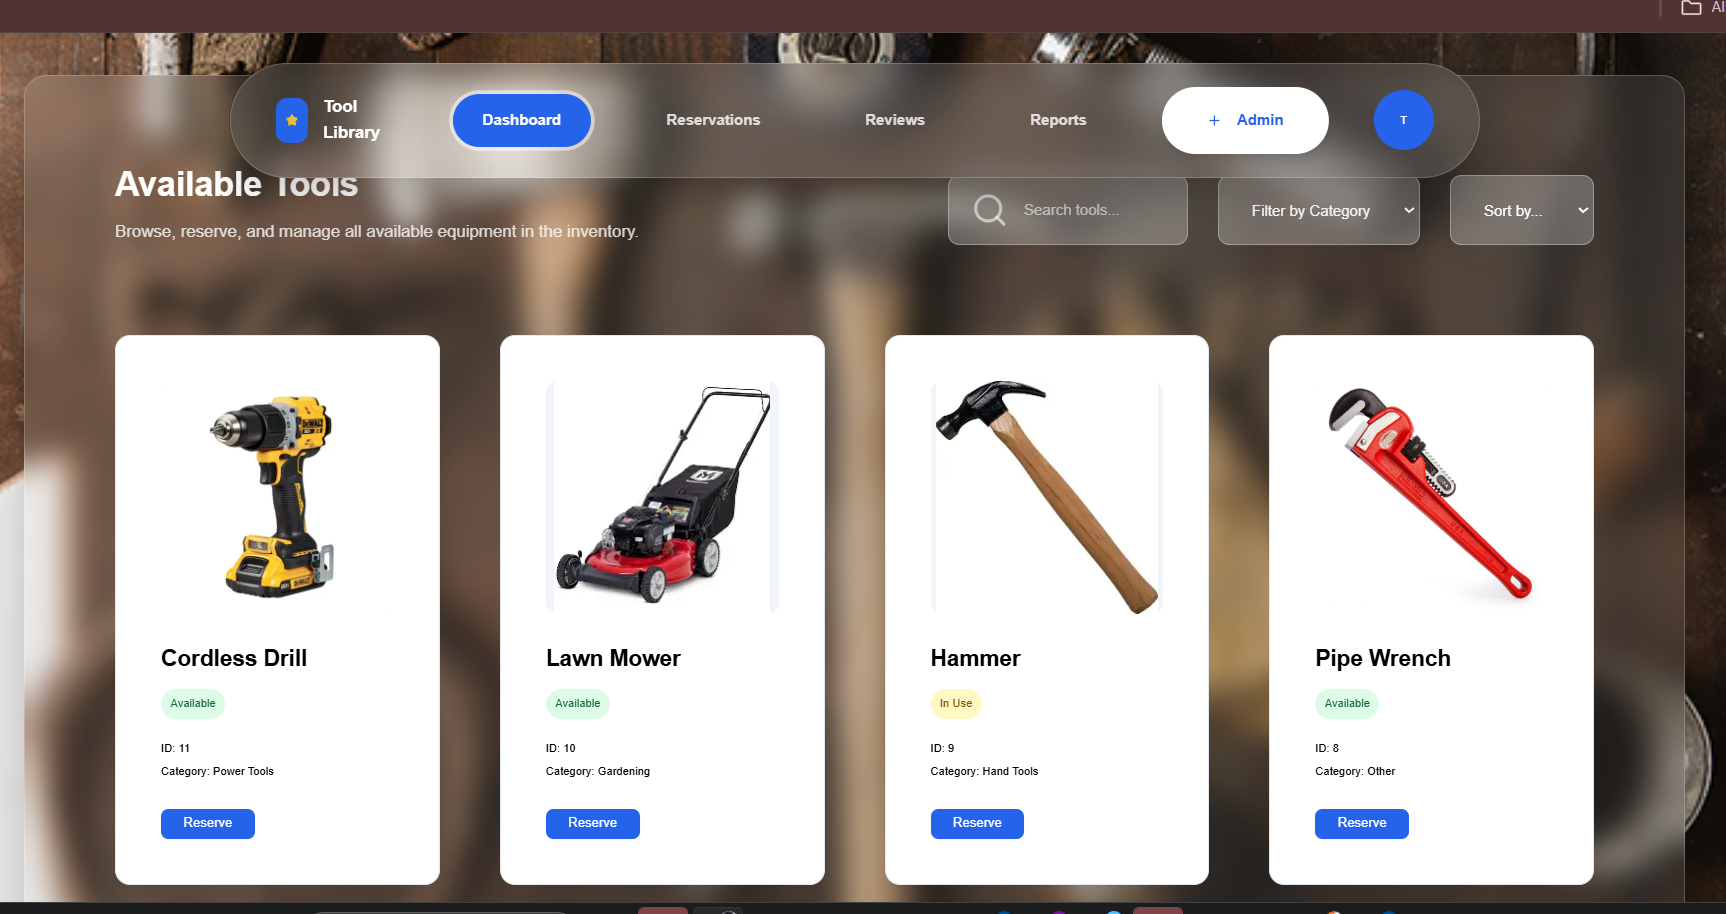 Al
Tool
Library
Dashboard
Reservations
Reviews
Reports
+ Admin
T
Available Tools
Browse, reserve, and manage all available equipment in the inventory.
Search tools...
Filter by Category
Sort by...
Cordless Drill
Available
ID: 11
Category: Power Tools
Reserve
Lawn Mower
Available
ID: 10
Category: Gardening
Reserve
Hammer
In Use
ID: 9
Category: Hand Tools
Reserve
Pipe Wrench
Available
ID: 8
Category: Other
Reserve
DEWALT
DEWALT